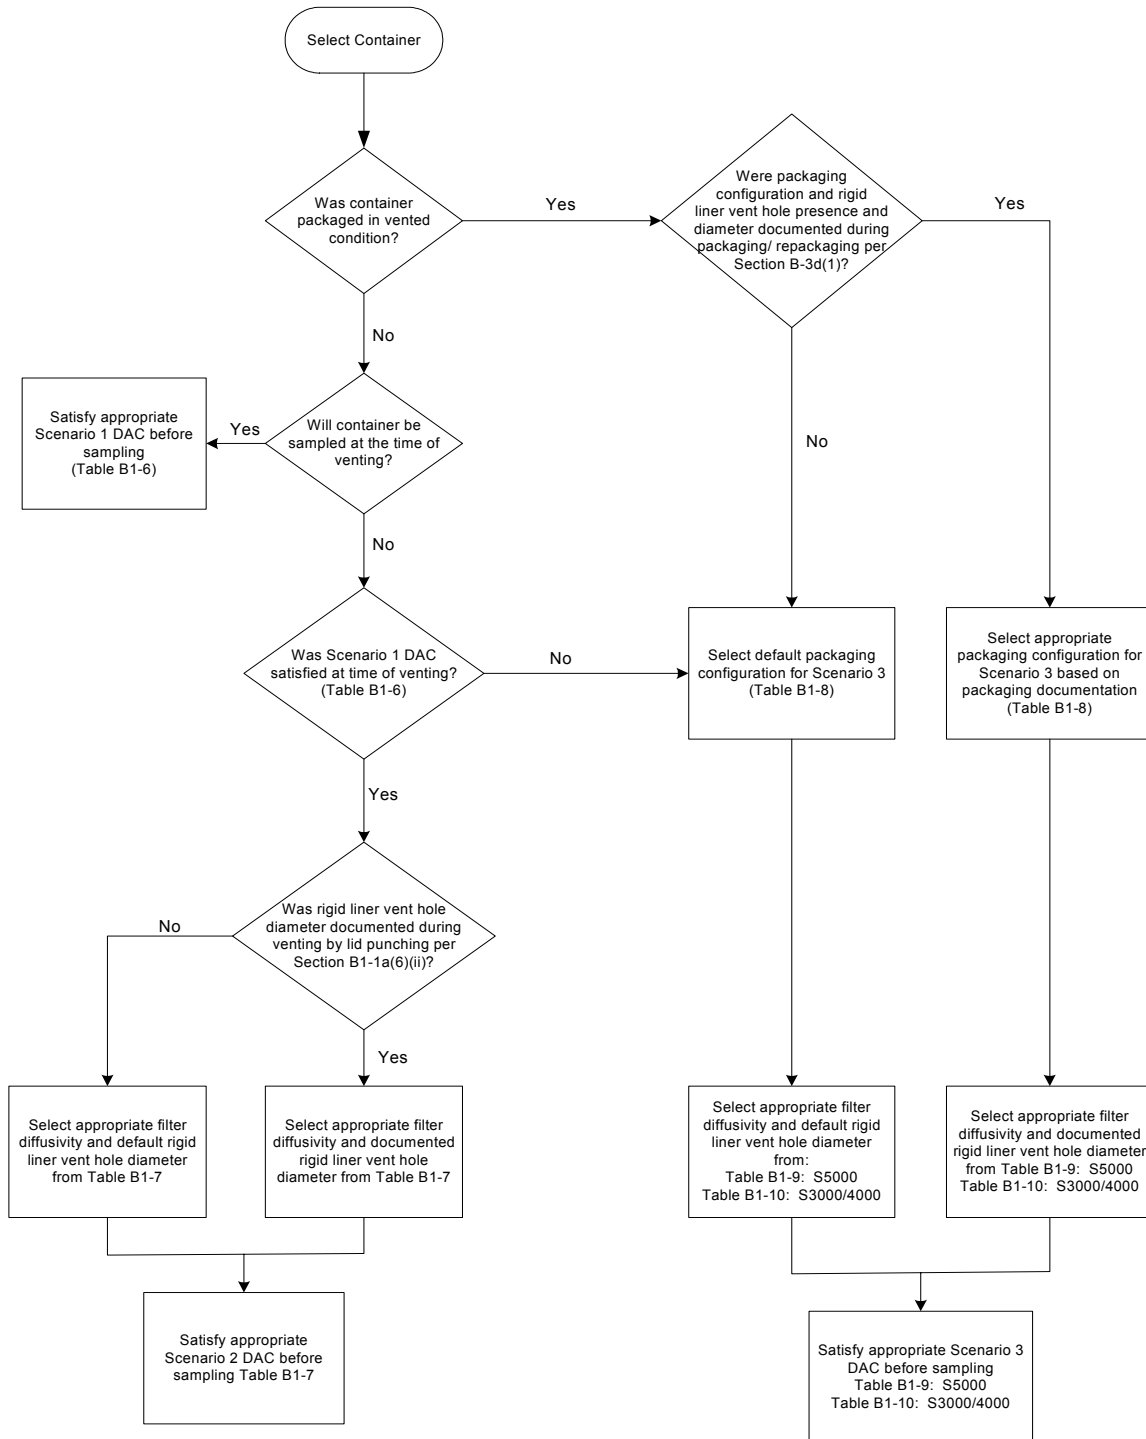 Select Container
Was container
packaged in vented
condition?
Yes
Were packaging
configuration and rigid
liner vent hole presence and
diameter documented during
packaging/ repackaging per
Section B-3d(1)?
Yes
No
Satisfy appropriate
Scenario 1 DAC before
sampling
(Table B1-6)
Yes
Will container be
sampled at the time of
venting?
No
No
Was Scenario 1 DAC
satisfied at time of venting?
(Table B1-6)
No
Select default packaging
configuration for Scenario 3
(Table B1-8)
Select appropriate
packaging configuration for
Scenario 3 based on
packaging documentation
(Table B1-8)
Yes
Was rigid liner vent hole
diameter documented during
venting by lid punching per
Section B1-1a(6)(ii)?
No
Yes
Select appropriate filter
diffusivity and default rigid
liner vent hole diameter
from Table B1-7
Select appropriate filter
diffusivity and documented
rigid liner vent hole
diameter from Table B1-7
Select appropriate filter
diffusivity and default rigid
liner vent hole diameter
from:
Table B1-9: S5000
Table B1-10: S3000/4000
Select appropriate filter
diffusivity and documented
rigid liner vent hole diameter
from Table B1-9: S5000
Table B1-10: S3000/4000
Satisfy appropriate
Scenario 2 DAC before
sampling Table B1-7
Satisfy appropriate Scenario 3
DAC before sampling
Table B1-9: S5000
Table B1-10: S3000/4000